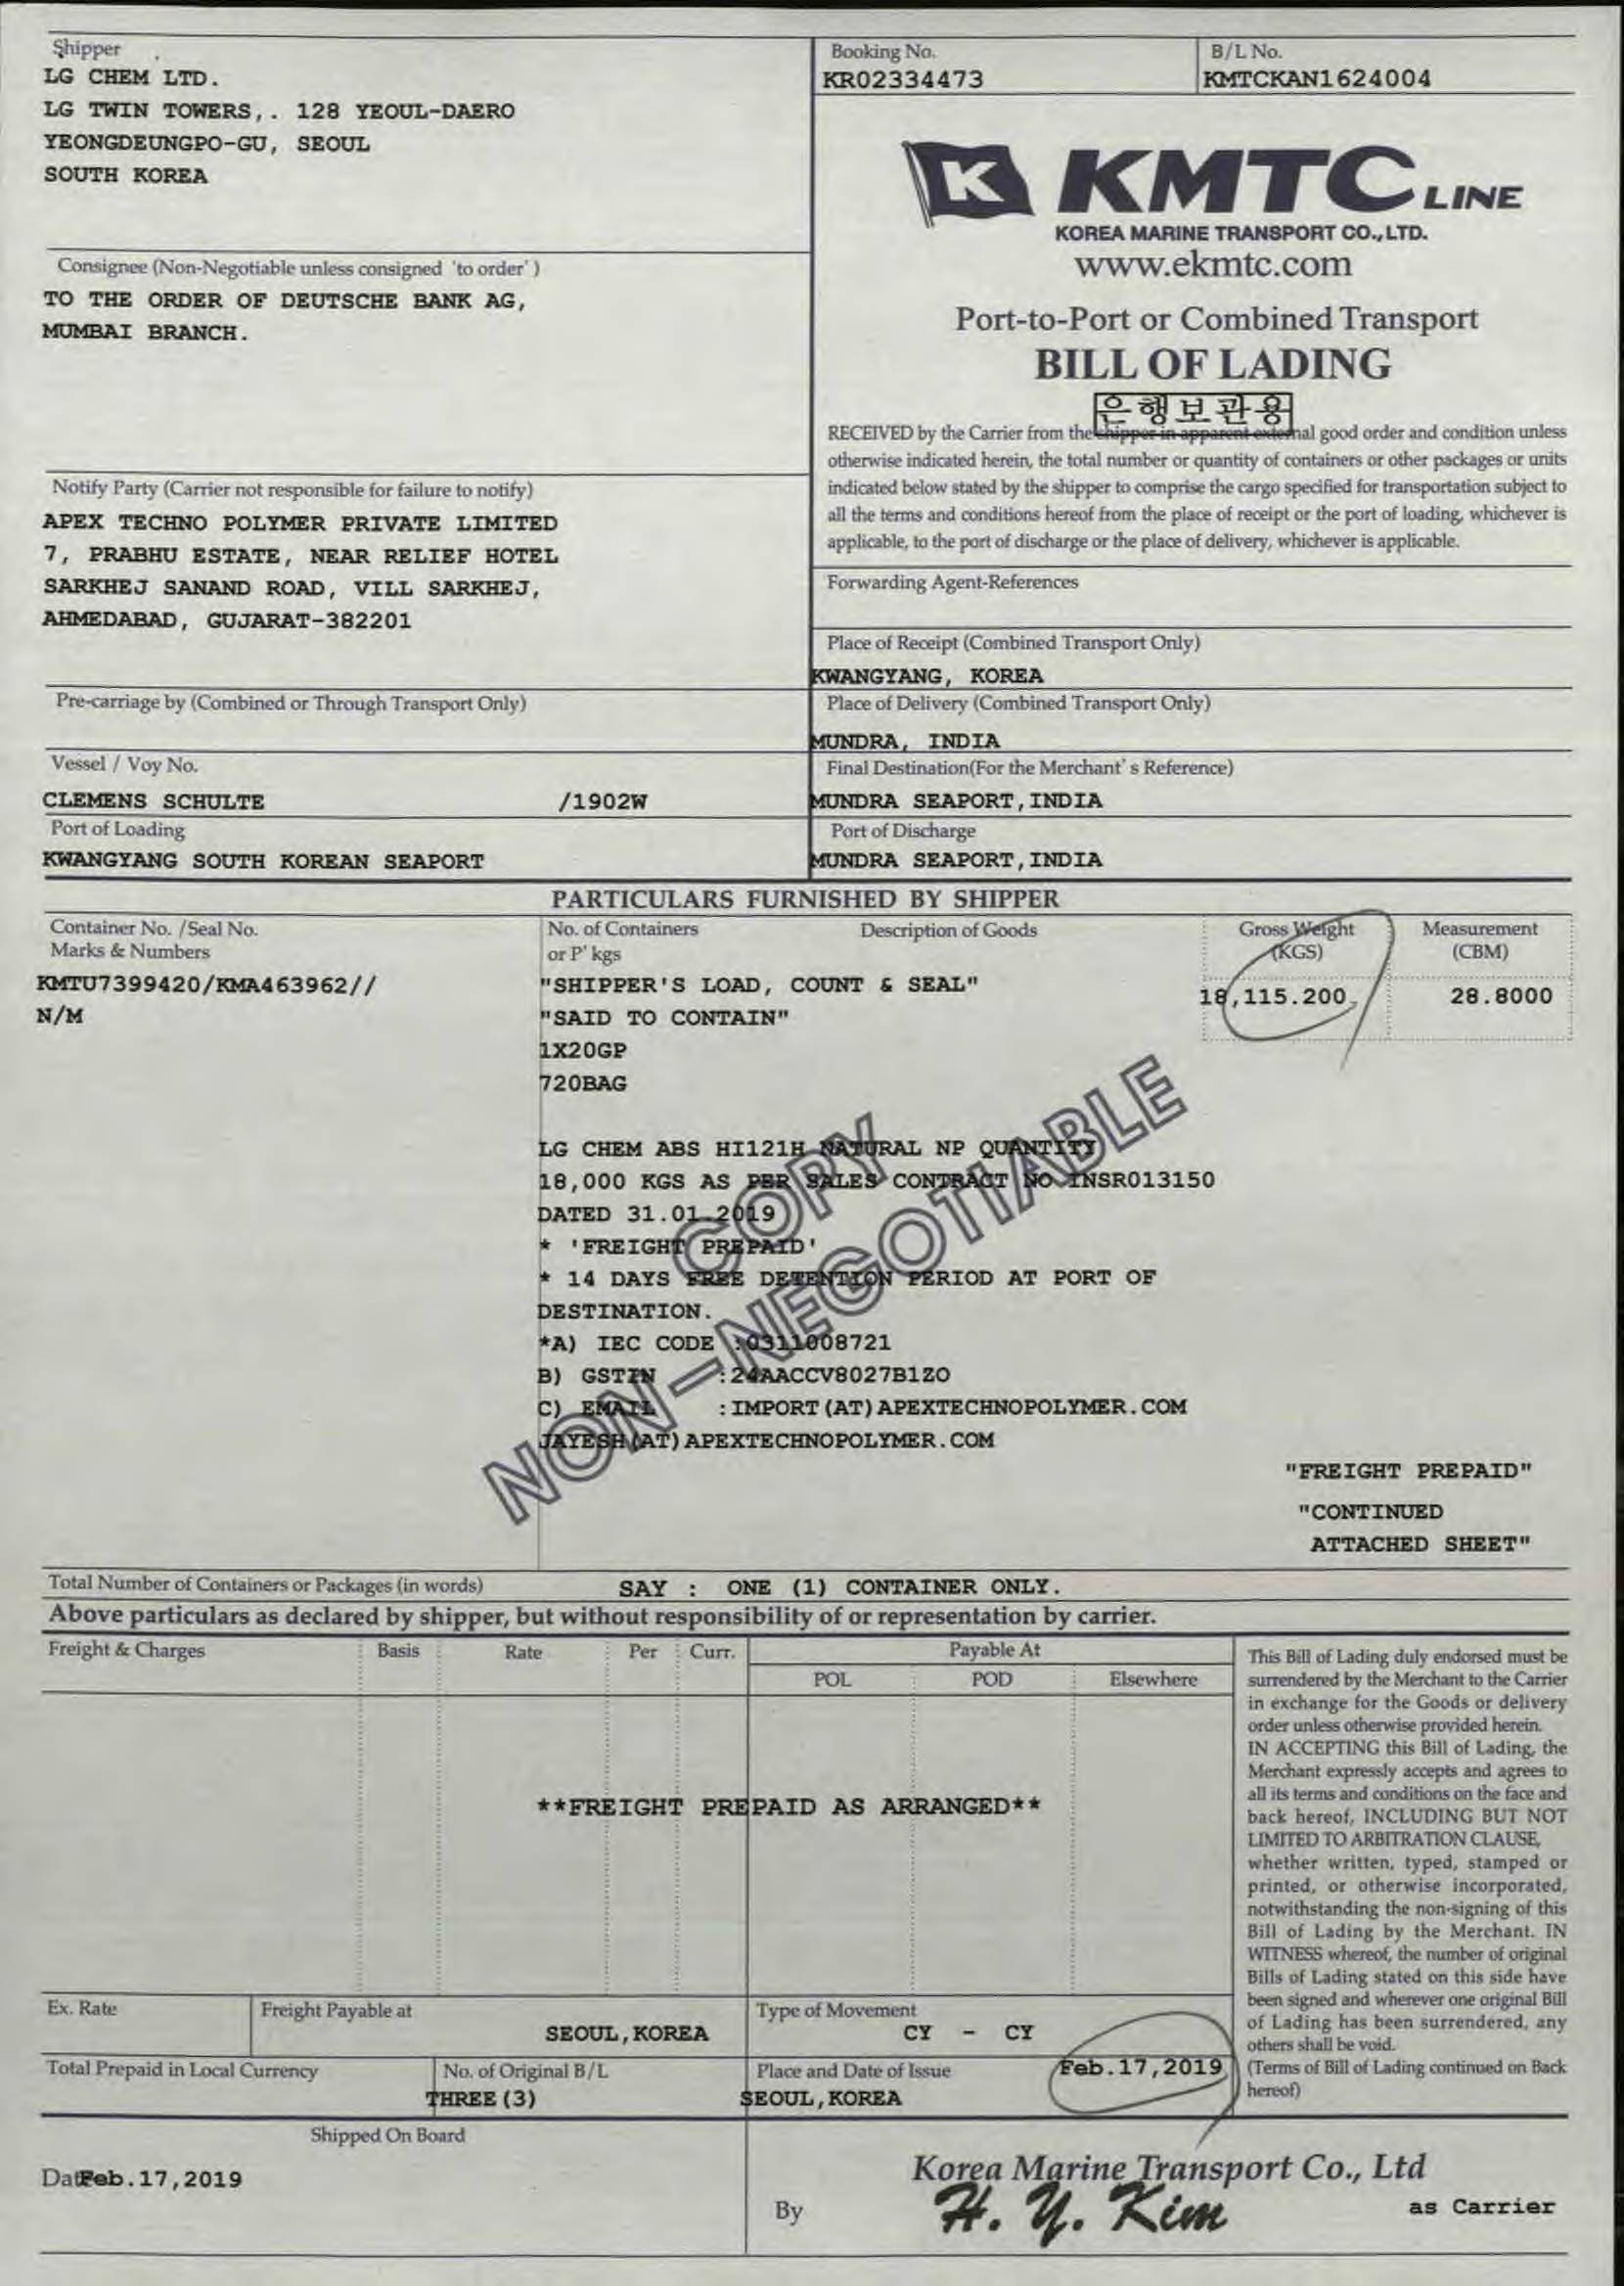 Shipper
LG CHEM LTD.
LG TWIN TOWERS,. 128 YEOUL-DAERO
YEONGDEUNGPO-GU, SEOUL
SOUTH KOREA
Booking No.
KR02334473
B/L No.
KMTCKAN1624004
K KMTC LINE
KOREA MARINE TRANSPORT CO.,LTD.
www.ekmtc.com
Port-to-Port or Combined Transport
BILL OF LADING
은행보관용
Consignee (Non-Negotiable unless consigned 'to order' )
TO THE ORDER OF DEUTSCHE BANK AG,
MUMBAI BRANCH.
RECEIVED by the Carrier from the shipper in apparent external good order and condition unless
otherwise indicated herein, the total number or quantity of containers or other packages or units
indicated below stated by the shipper to comprise the cargo specified for transportation subject to
all the terms and conditions hereof from the place of receipt or the port of loading, whichever is
applicable, to the port of discharge or the place of delivery, whichever is applicable.
Notify Party (Carrier not responsible for failure to notify)
APEX TECHNO POLYMER PRIVATE LIMITED
7, PRABHU ESTATE, NEAR RELIEF HOTEL
SARKHEJ SANAND ROAD, VILL SARKHEJ,
AHMEDABAD, GUJARAT-382201
Forwarding Agent-References
Place of Receipt (Combined Transport Only)
KWANGYANG, KOREA
Pre-carriage by (Combined or Through Transport Only)
Place of Delivery (Combined Transport Only)
MUNDRA, INDIA
Vessel / Voy No.
CLEMENS SCHULTE /1902W
Final Destination(For the Merchant' s Reference)
MUNDRA SEAPORT,INDIA
Port of Loading
KWANGYANG SOUTH KOREAN SEAPORT
Port of Discharge
MUNDRA SEAPORT,INDIA
PARTICULARS FURNISHED BY SHIPPER
Container No. /Seal No.
Marks & Numbers
No. of Containers
or P' kgs
Description of Goods
Gross Weight
(KGS)
Measurement
(CBM)
KMTU7399420/KMA463962//
N/M
"SHIPPER'S LOAD, COUNT & SEAL"
"SAID TO CONTAIN"
1X20GP
720BAG
18,115.200
28.8000
LG CHEM ABS HI121H NATURAL NP QUANTITY
18,000 KGS AS PER SALES CONTRACT NO INSR013150
DATED 31.01.2019
* 'FREIGHT PREPAID'
* 14 DAYS FREE DETENTION PERIOD AT PORT OF
DESTINATION.
*A) IEC CODE :0311008721
B) GSTIN :24AACCV8027B1ZO
C) EMAIL :IMPORT(AT)APEXTECHNOPOLYMER.COM
JAYESH(AT)APEXTECHNOPOLYMER.COM
COPY
NON-NEGOTIABLE
"FREIGHT PREPAID"
"CONTINUED
ATTACHED SHEET"
Total Number of Containers or Packages (in words)
SAY : ONE (1) CONTAINER ONLY.
Above particulars as declared by shipper, but without responsibility of or representation by carrier.
Freight & Charges
Basis
Rate
Per
Curr.
Payable At
POL
POD
Elsewhere
**FREIGHT PREPAID AS ARRANGED**
This Bill of Lading duly endorsed must be
surrendered by the Merchant to the Carrier
in exchange for the Goods or delivery
order unless otherwise provided herein.
IN ACCEPTING this Bill of Lading, the
Merchant expressly accepts and agrees to
all its terms and conditions on the face and
back hereof, INCLUDING BUT NOT
LIMITED TO ARBITRATION CLAUSE,
whether written, typed, stamped or
printed, or otherwise incorporated,
notwithstanding the non-signing of this
Bill of Lading by the Merchant. IN
WITNESS whereof, the number of original
Bills of Lading stated on this side have
been signed and wherever one original Bill
of Lading has been surrendered, any
others shall be void.
(Terms of Bill of Lading continued on Back
hereof)
Ex. Rate
Freight Payable at
SEOUL,KOREA
Type of Movement
CY - CY
Total Prepaid in Local Currency
No. of Original B/L
THREE(3)
Place and Date of Issue
Feb.17,2019
SEOUL,KOREA
Shipped On Board
Date Feb.17,2019
Korea Marine Transport Co., Ltd
By
H. Y. Kim
as Carrier